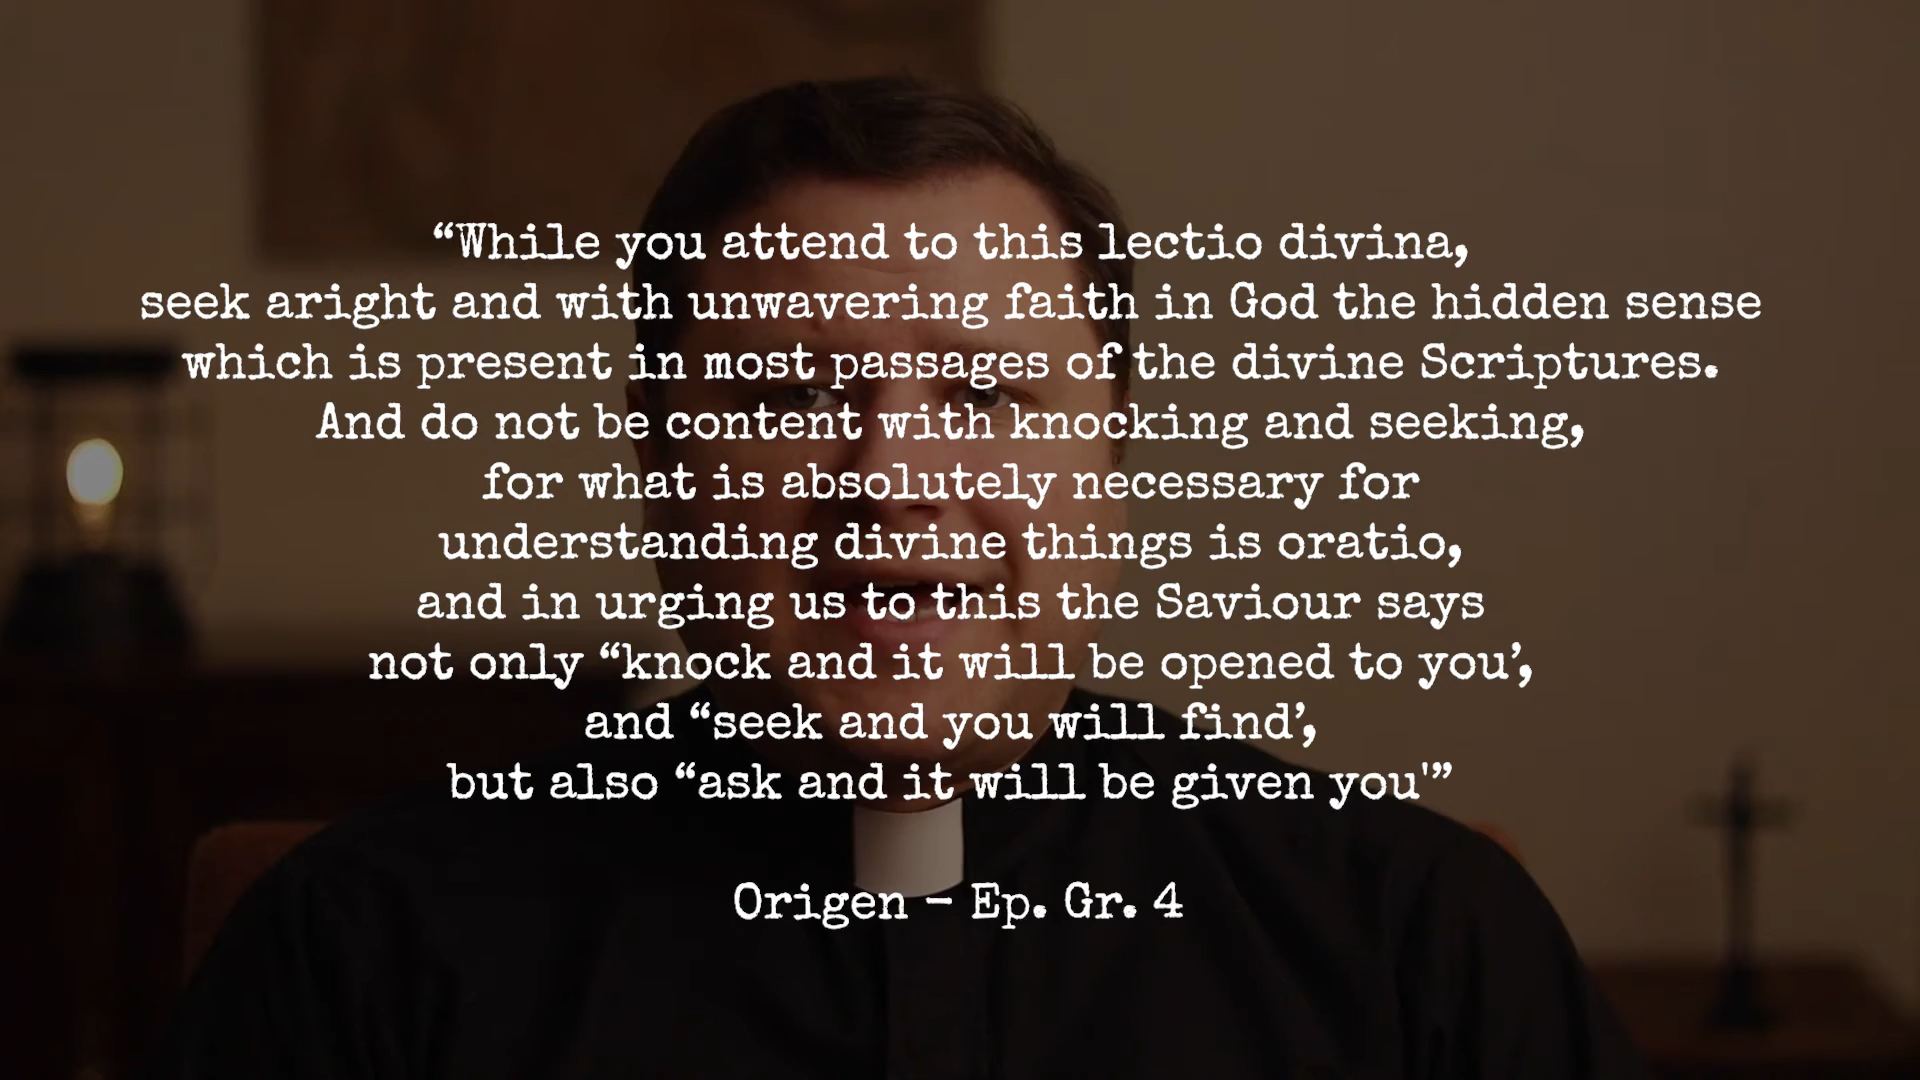 “While you attend to this lectio divina,
seek aright and with unwavering faith in God the hidden sense
which is present in most passages of the divine Scriptures.
And do not be content with knocking and seeking,
for what is absolutely necessary for
understanding divine things is oratio,
and in urging us to this the Saviour says
not only “knock and it will be opened to you’,
and “seek and you will find’,
but also “ask and it will be given you'”
Origen – Ep. Gr. 4